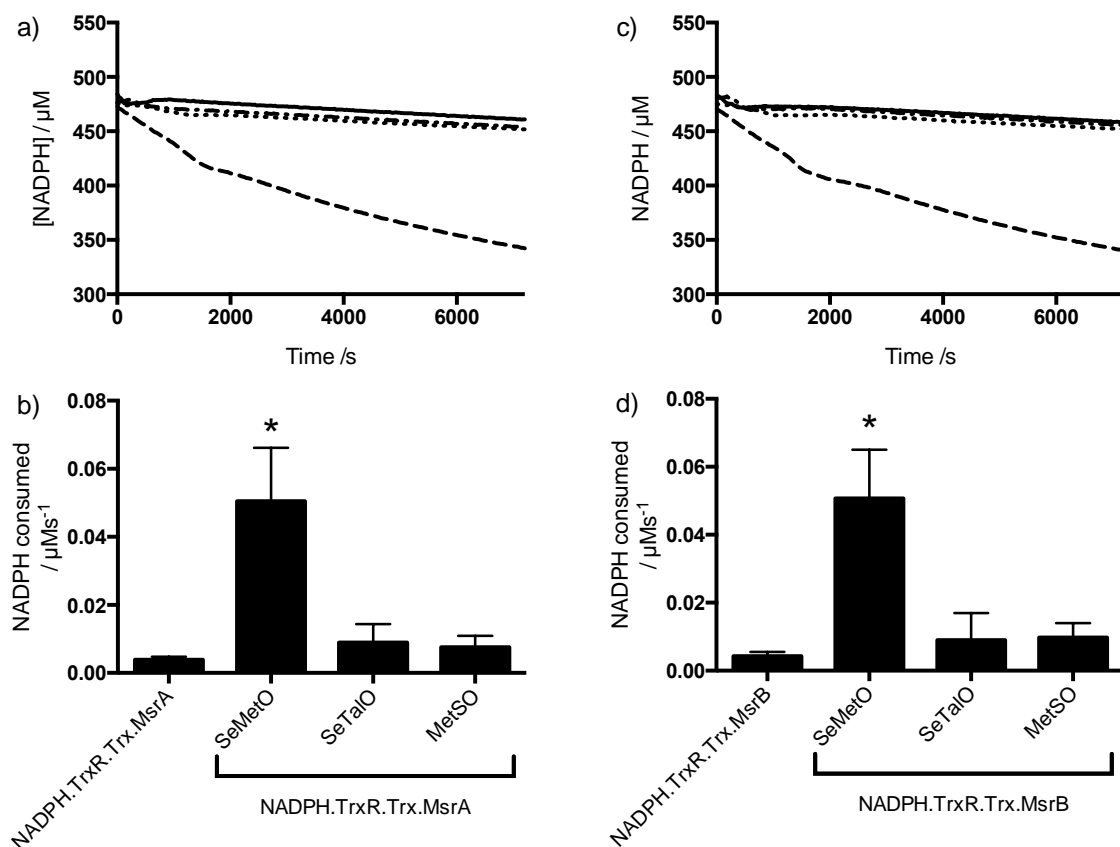 a)
550
500
450
400
350
300
[NADPH] / µM
0 2000 4000 6000
Time /s
c)
550
500
450
400
350
300
NADPH / µM
0 2000 4000 6000
Time /s
b)
0.08
0.06
0.04
0.02
0.00
NADPH consumed
/ µMs-1
*
NADPH.TrxR.Trx.MsrA
SeMetO
SeTalO
MetSO
NADPH.TrxR.Trx.MsrA
d)
0.08
0.06
0.04
0.02
0.00
NADPH consumed
/ µMs-1
*
NADPH.TrxR.Trx.MsrB
SeMetO
SeTalO
MetSO
NADPH.TrxR.Trx.MsrB